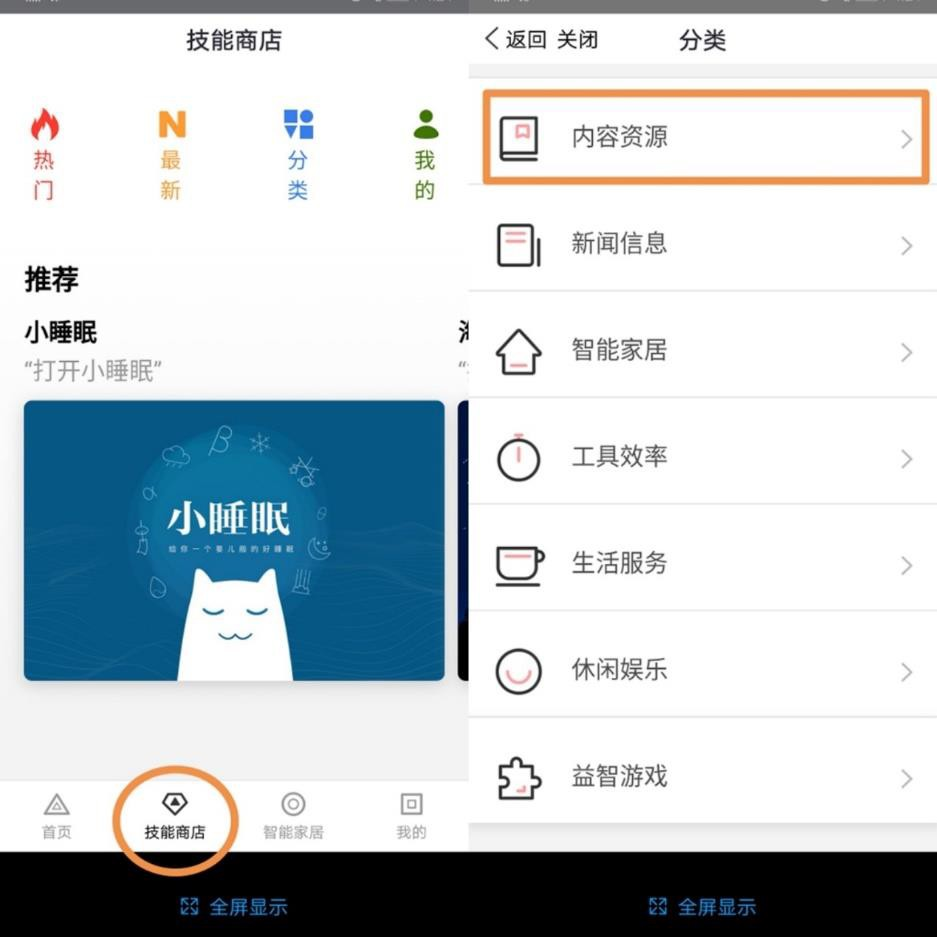 技能商店
热门
最新
分类
我的
推荐
小睡眠
“打开小睡眠”
小睡眠
给你一个婴儿般的好睡眠
首页
技能商店
智能家居
我的
全屏显示
返回 关闭 分类
内容资源
新闻信息
智能家居
工具效率
生活服务
休闲娱乐
益智游戏
全屏显示